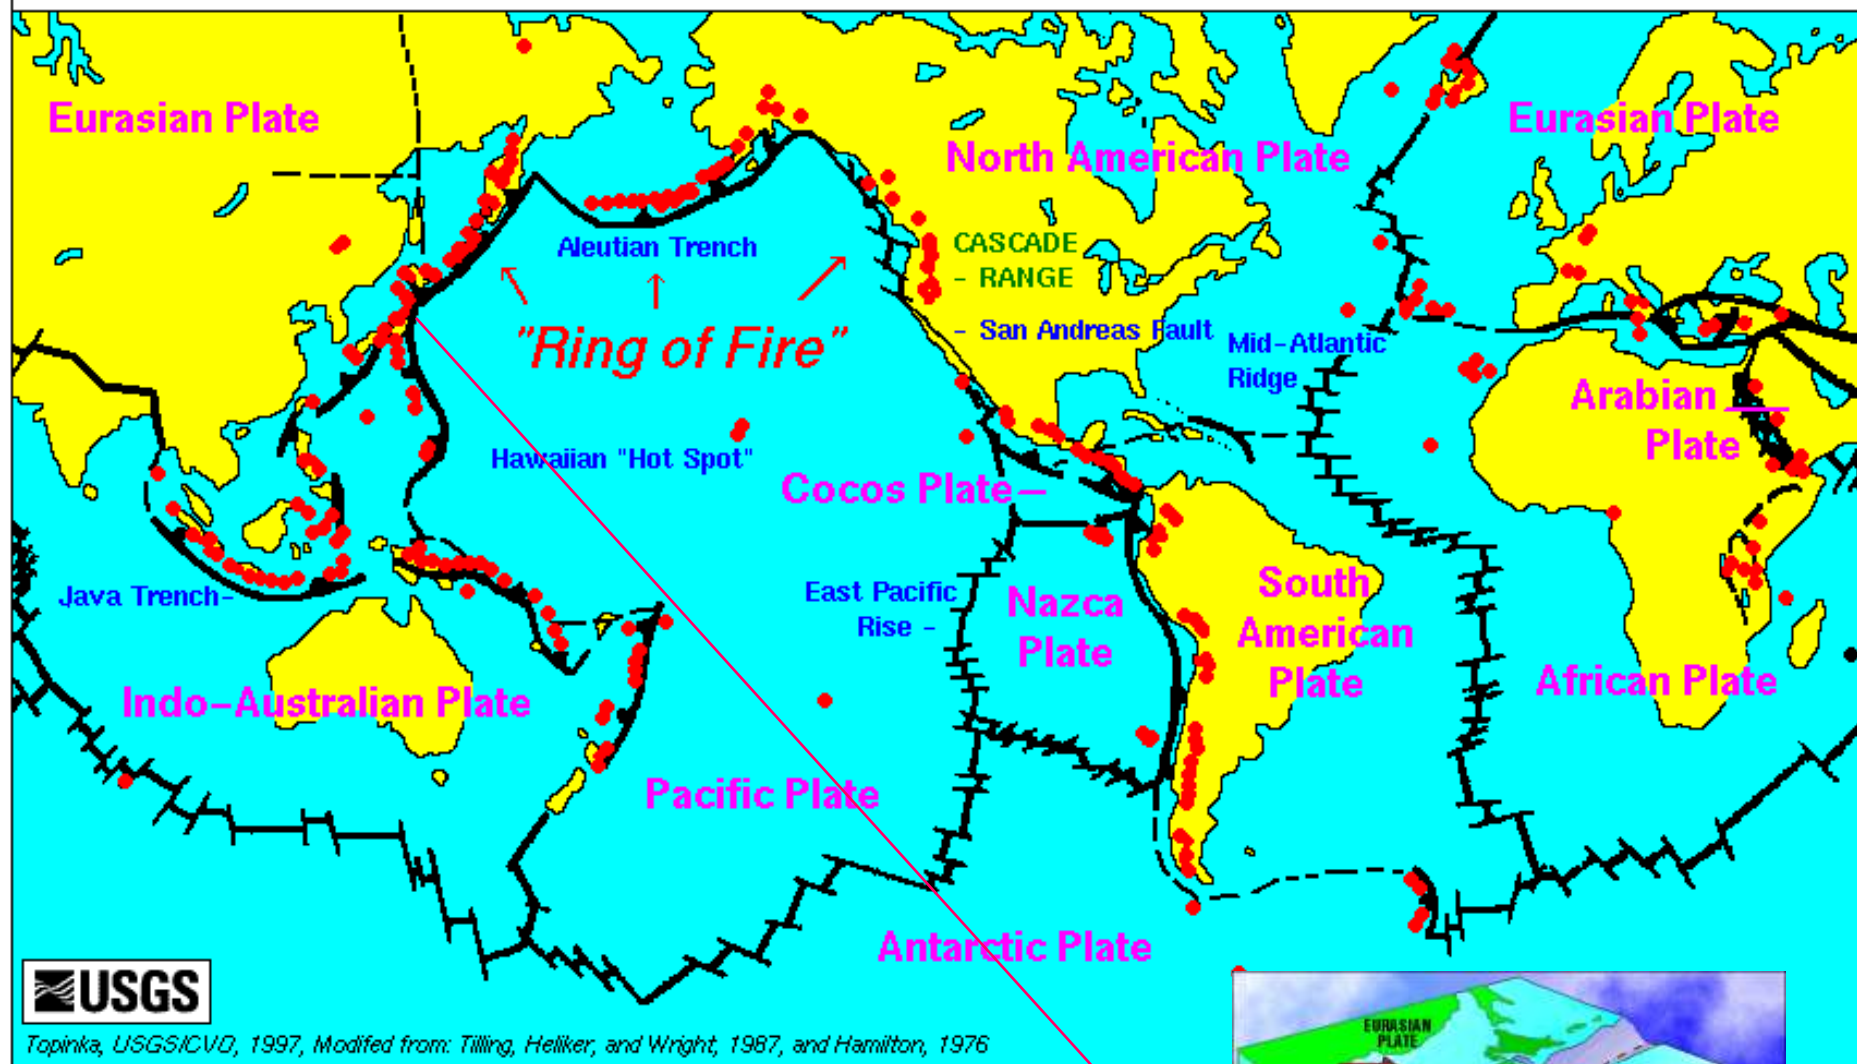 Eurasian Plate
Eurasian Plate
North American Plate
Aleutian Trench
CASCADE
- RANGE
"Ring of Fire"
- San Andreas Fault
Mid-Atlantic
Ridge
Arabian
Plate
Hawaiian "Hot Spot"
Cocos Plate
Java Trench-
East Pacific
Rise -
Nazca
Plate
South
American
Plate
Indo-Australian Plate
African Plate
Pacific Plate
Antarctic Plate
USGS
Topinka, USGS/CVO, 1997, Modifed from: Tilling, Heliker, and Wright, 1987, and Hamilton, 1976
EURASIAN
PLATE